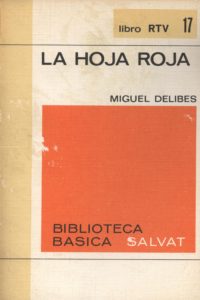 libro RTV 17
LA HOJA ROJA
MIGUEL DELIBES
BIBLIOTECA
BASICA SALVAT